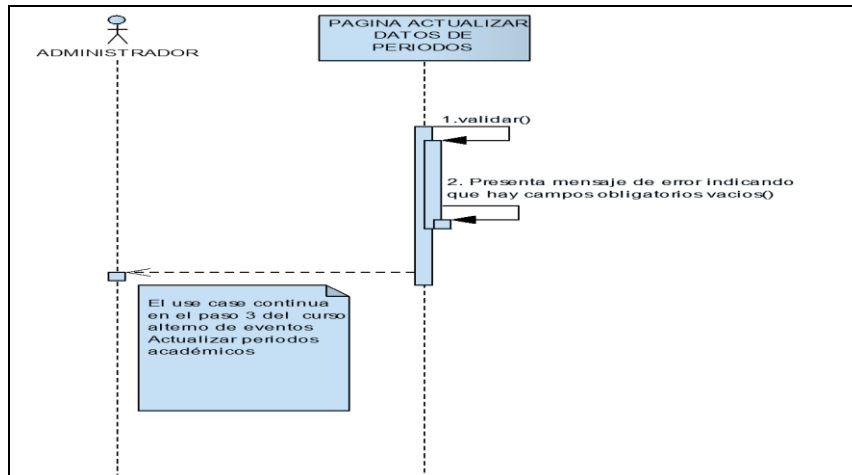 ADMINISTRADOR
PAGINA ACTUALIZAR
DATOS DE
PERIODOS
1.validar()
2. Presenta mensaje de error indicando
que hay campos obligatorios vacios()
El use case continua
en el paso 3 del curso
alterno de eventos
Actualizar periodos
académicos